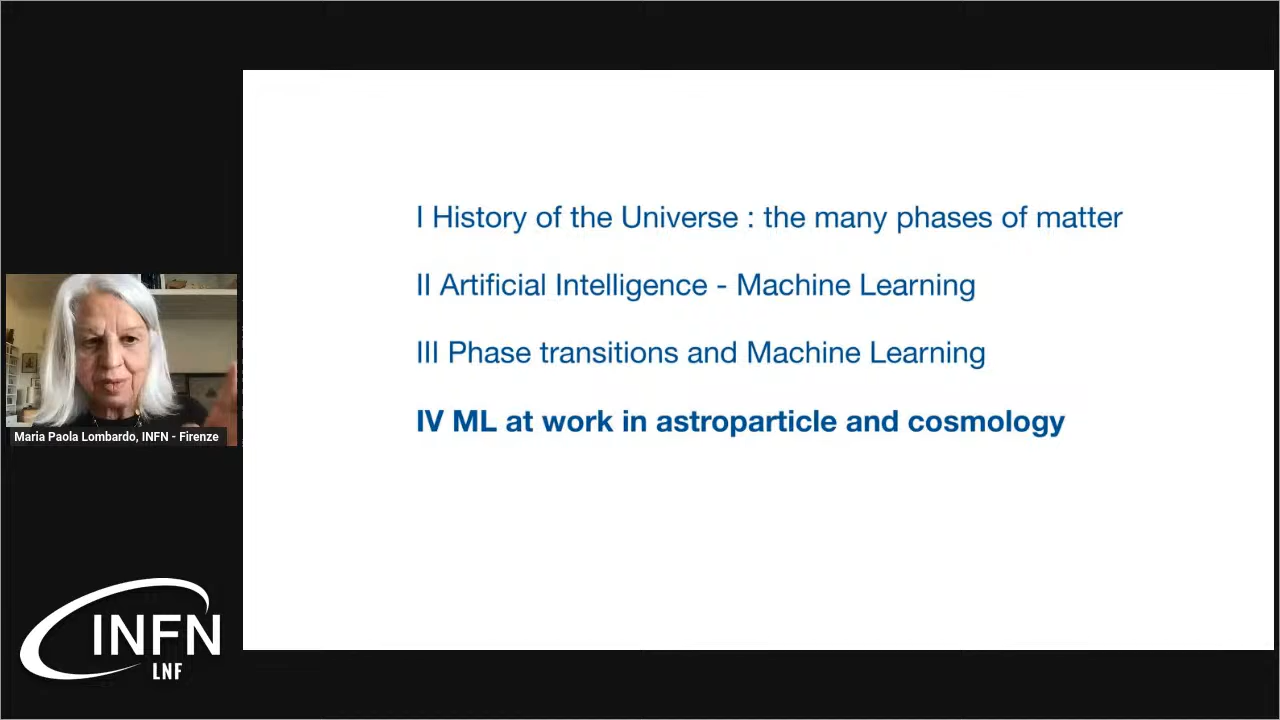 I History of the Universe : the many phases of matter
II Artificial Intelligence - Machine Learning
III Phase transitions and Machine Learning
IV ML at work in astroparticle and cosmology
Maria Paola Lombardo, INFN - Firenze
INFN
LNF